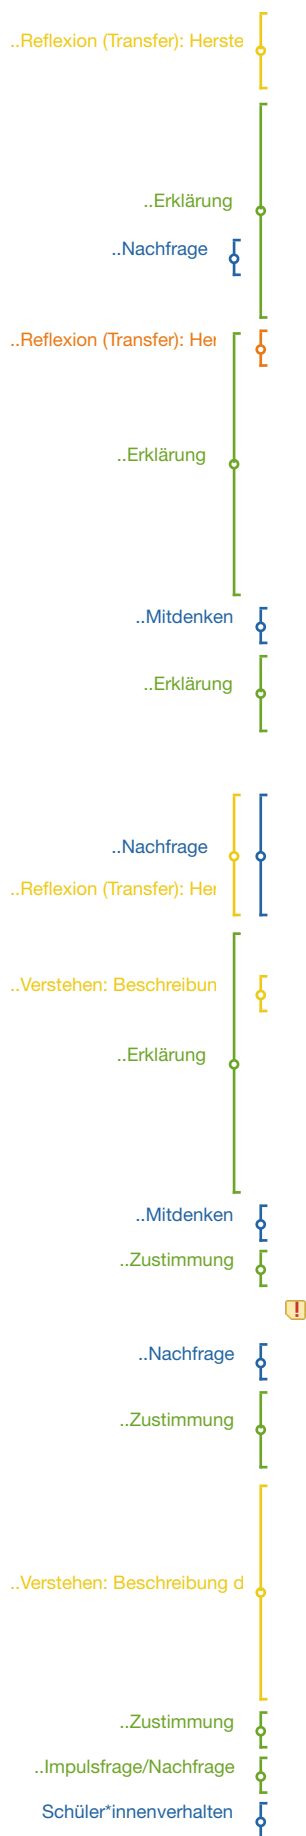 ..Reflexion (Transfer): Herste
..Erklärung
..Nachfrage
..Reflexion (Transfer): Her
..Erklärung
..Mitdenken
..Erklärung
..Nachfrage
..Reflexion (Transfer): Her
..Verstehen: Beschreibun
..Erklärung
..Mitdenken
..Zustimmung
..Nachfrage
..Zustimmung
..Verstehen: Beschreibung d
..Zustimmung
..Impulsfrage/Nachfrage
Schüler*innenverhalten